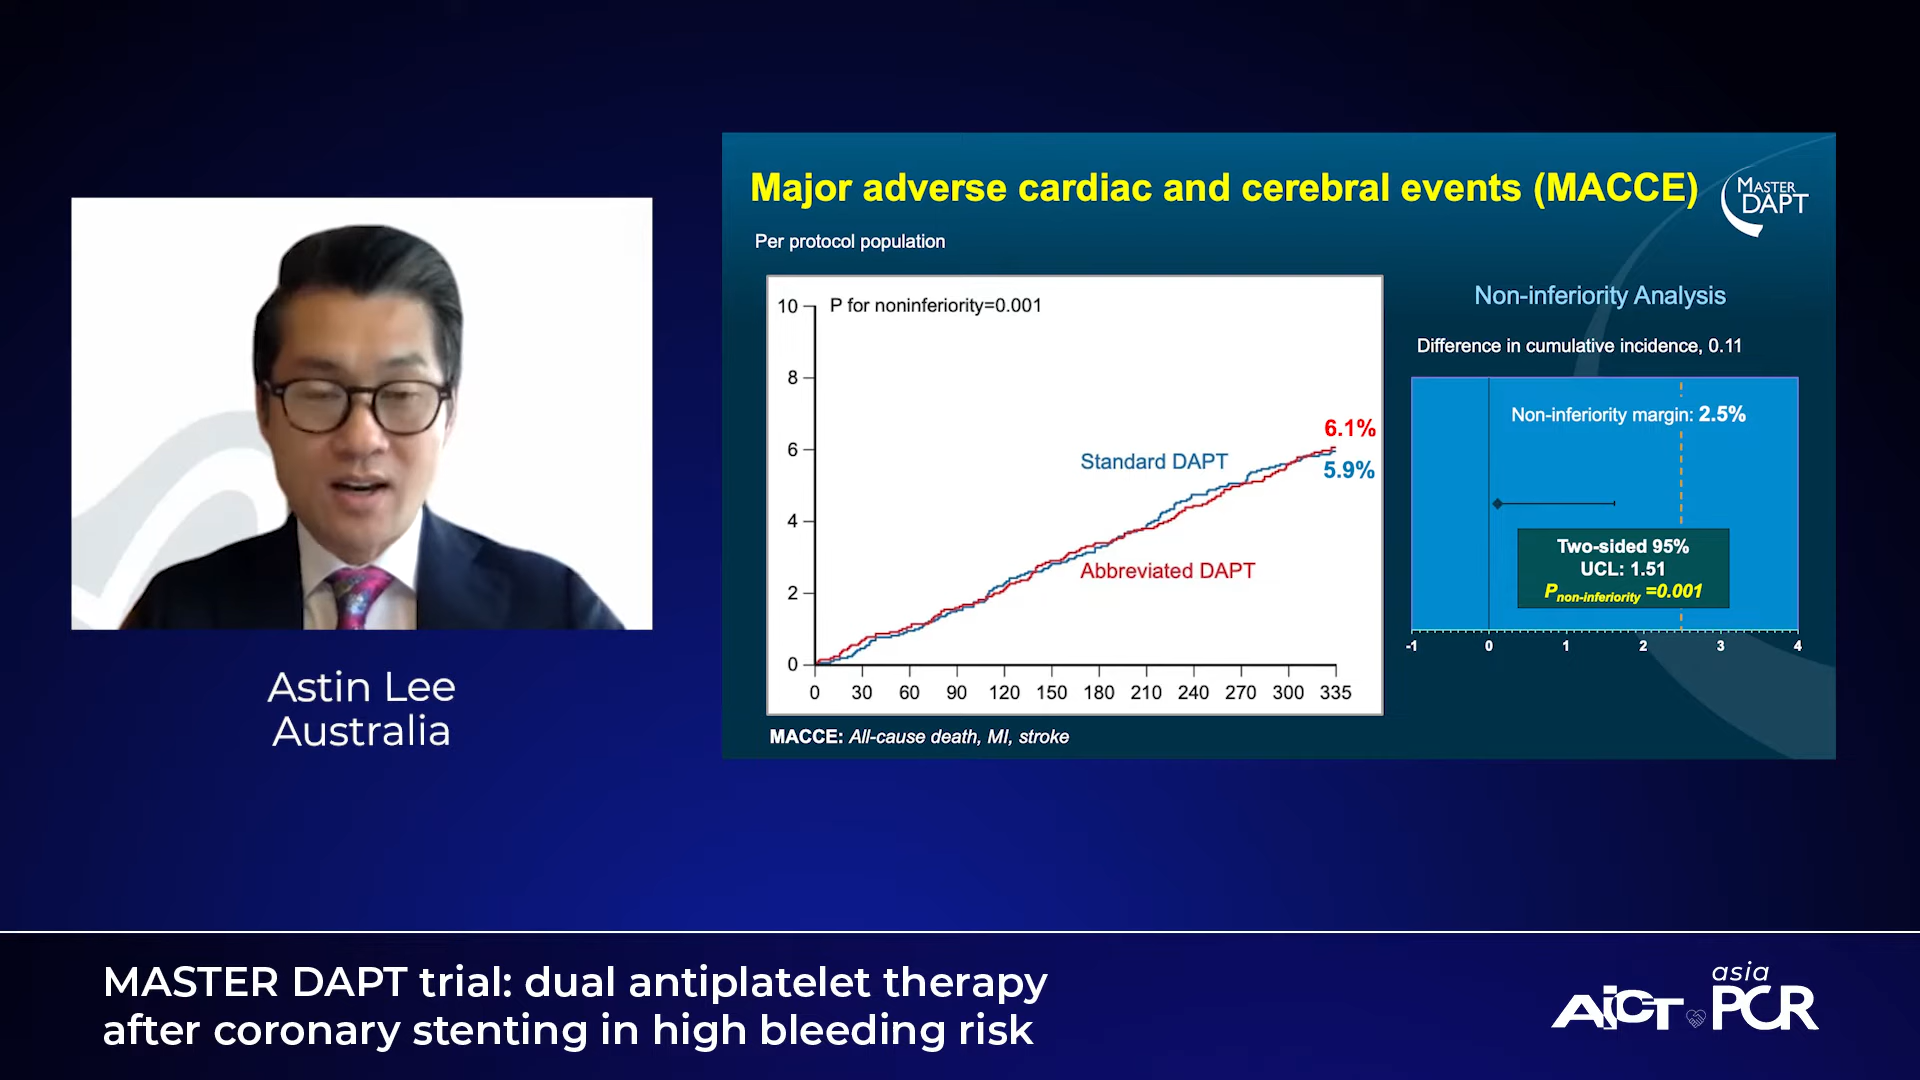 Major adverse cardiac and cerebral events (MACCE)
MASTER
DAPT
Per protocol population
P for noninferiority=0.001
10
8
6
4
2
0
6.1%
5.9%
Standard DAPT
Abbreviated DAPT
0 30 60 90 120 150 180 210 240 270 300 335
MACCE: All-cause death, MI, stroke
Non-inferiority Analysis
Difference in cumulative incidence, 0.11
Non-inferiority margin: 2.5%
Two-sided 95%
UCL: 1.51
Pnon-inferiority =0.001
-1 0 1 2 3 4
Astin Lee
Australia
MASTER DAPT trial: dual antiplatelet therapy
after coronary stenting in high bleeding risk
asia
AICT PCR